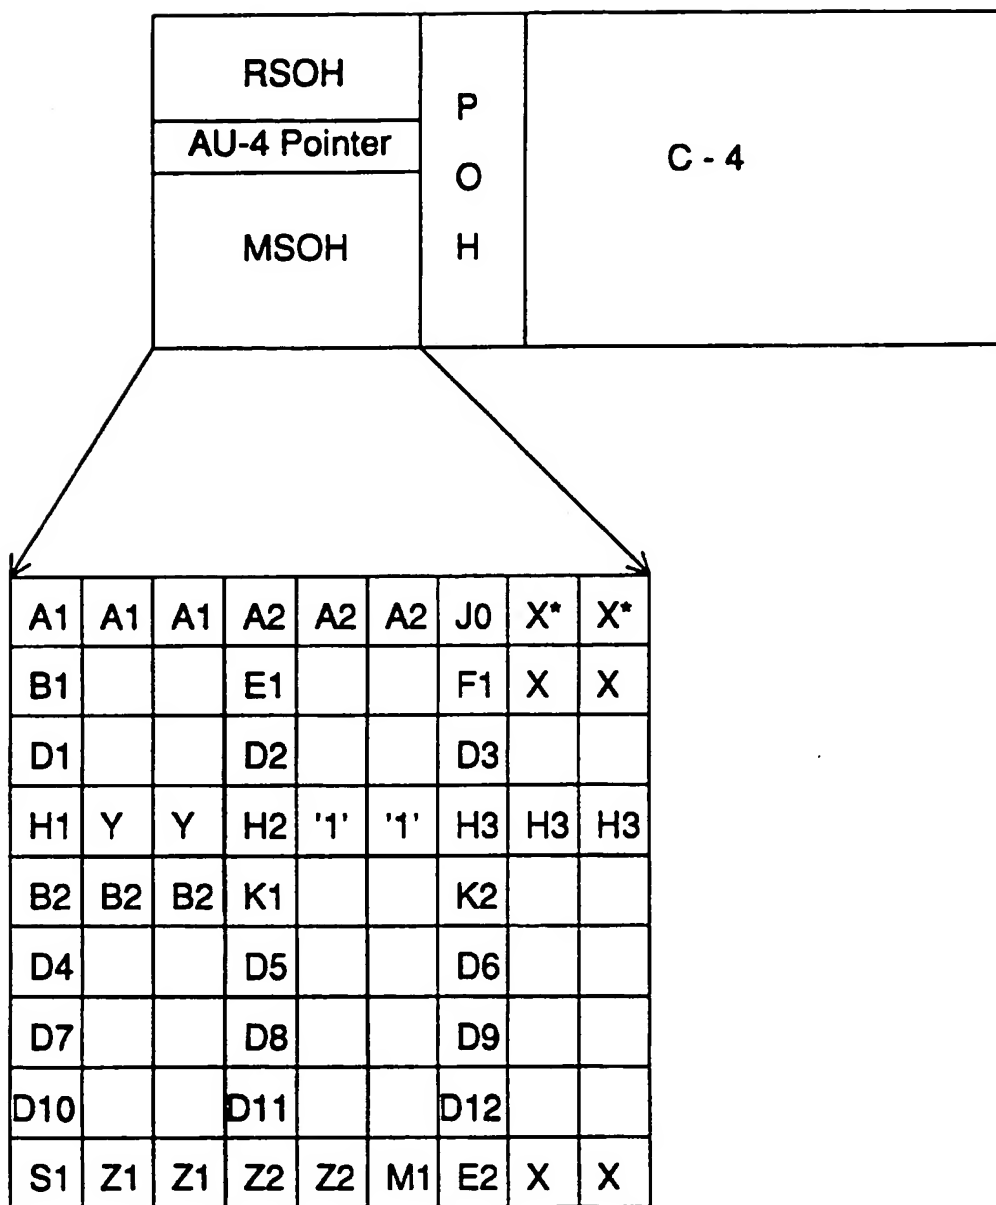 RSOH
AU-4 Pointer
MSOH
P
O
H
C - 4
A1 A1 A1 A2 A2 A2 J0 X* X*
B1 E1 F1 X X
D1 D2 D3
H1 Y Y H2 '1' '1' H3 H3 H3
B2 B2 B2 K1 K2
D4 D5 D6
D7 D8 D9
D10 D11 D12
S1 Z1 Z1 Z2 Z2 M1 E2 X X